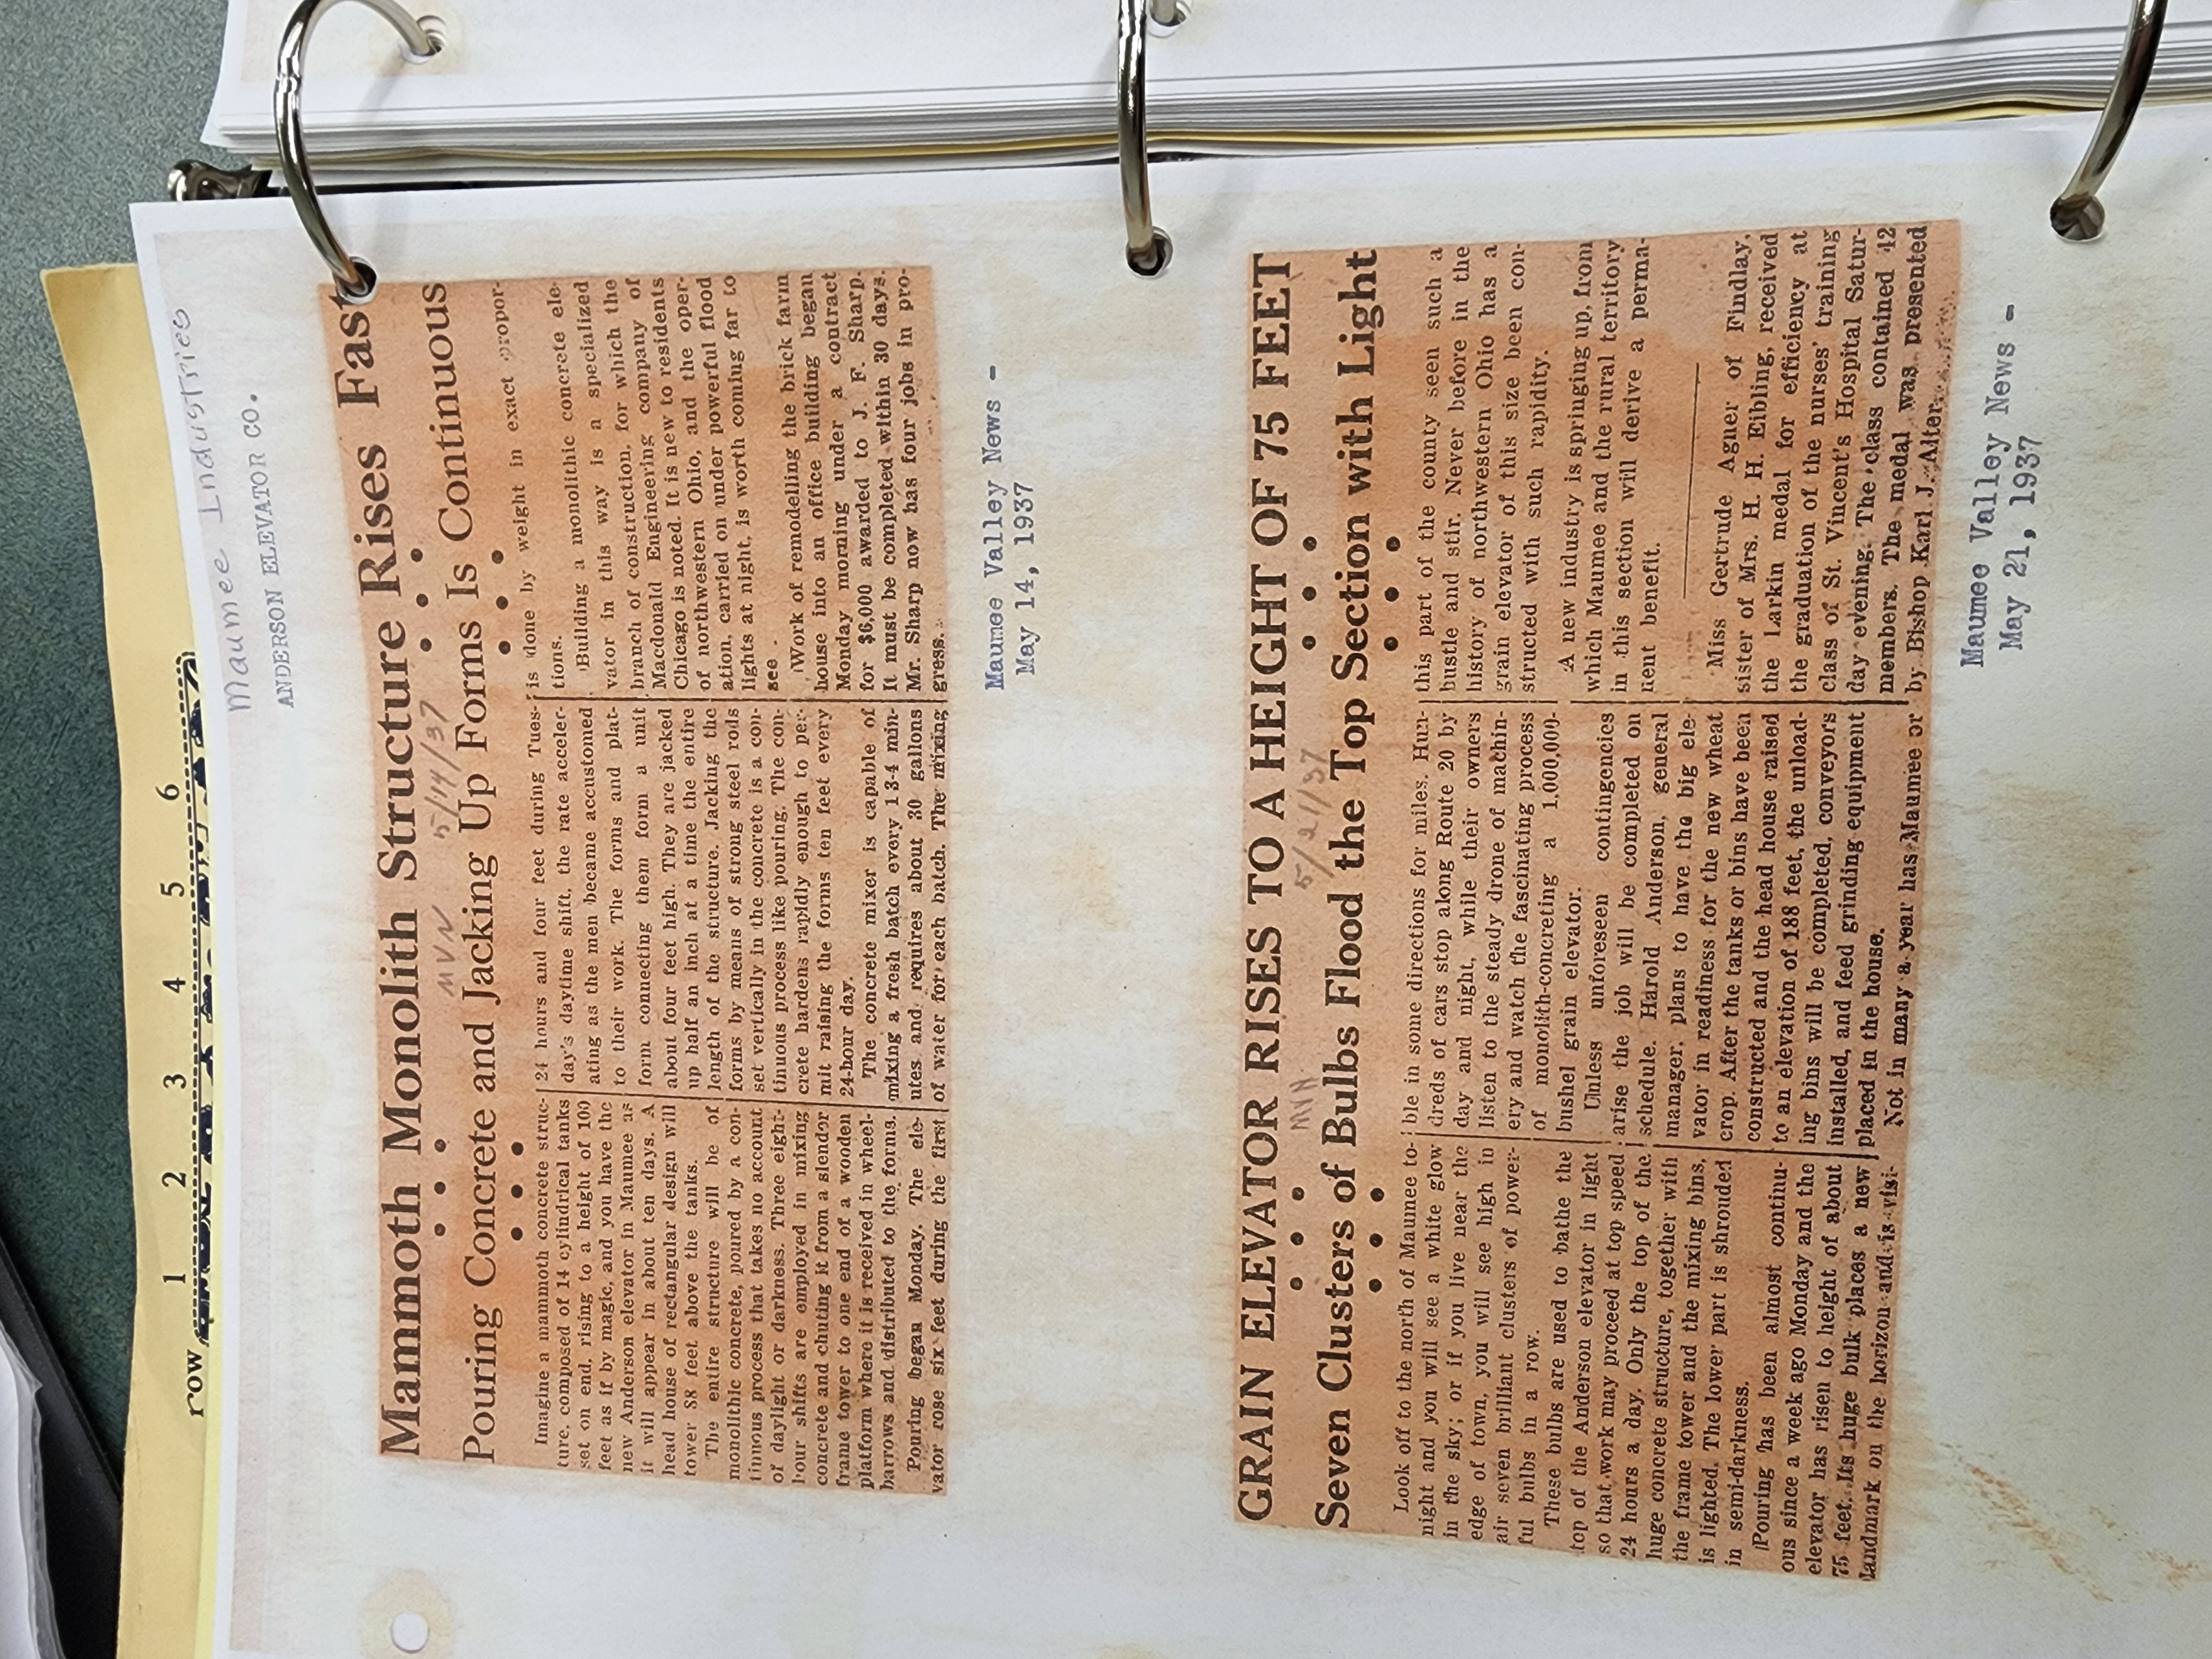 Maumee Industries
ANDERSON ELEVATOR CO.
Mammoth Monolith Structure Rises Fast
MVN 5/14/37
Pouring Concrete and Jacking Up Forms Is Continuous
Imagine a mammoth concrete struc-
ture, composed of 14 cylindrical tanks
set on end, rising to a height of 100
feet as if by magic, and you have the
new Anderson elevator in Maumee as
it will appear in about ten days. A
head house of rectangular design will
tower 88 feet above the tanks.
The entire structure will be of
monolithic concrete, poured by a con-
tinuous process that takes no account
of daylight or darkness. Three eight-
hour shifts are employed in mixing
concrete and chuting it from a slender
frame tower to one end of a wooden
platform where it is received in wheel-
barrows and distributed to the forms.
Pouring began Monday. The ele-
vator rose six feet during the first
24 hours and four feet during Tues-
day's daytime shift, the rate acceler-
ating as the men became accustomed
to their work. The forms and plat-
form connecting them form a unit
about four feet high. They are jacked
up half an inch at a time the entire
length of the structure. Jacking the
forms by means of strong steel rods
set vertically in the concrete is a con-
tinuous process like pouring. The con-
crete hardens rapidly enough to per-
mit raising the forms ten feet every
24-hour day.
The concrete mixer is capable of
mixing a fresh batch every 1 3-4 min-
utes and requires about 30 gallons
of water for each batch. The mixing
is done by weight in exact propor-
tions.
Building a monolithic concrete ele-
vator in this way is a specialized
branch of construction, for which the
Macdonald Engineering company of
Chicago is noted. It is new to residents
of northwestern Ohio, and the oper-
ation, carried on under powerful flood
lights at night, is worth coming far to
see.
Work of remodelling the brick farm
house into an office building began
Monday morning under a contract
for $6,000 awarded to J. F. Sharp.
It must be completed within 30 days.
Mr. Sharp now has four jobs in pro-
gress.
Maumee Valley News -
May 14, 1937
GRAIN ELEVATOR RISES TO A HEIGHT OF 75 FEET
5/21/37
Seven Clusters of Bulbs Flood the Top Section with Light
Look off to the north of Maumee to-
night and you will see a white glow
in the sky; or if you live near the
edge of town, you will see high in
air seven brilliant clusters of power-
ful bulbs in a row.
These bulbs are used to bathe the
top of the Anderson elevator in light
so that work may proceed at top speed
24 hours a day. Only the top of the
huge concrete structure, together with
the frame tower and the mixing bins,
is lighted. The lower part is shrouded
in semi-darkness.
Pouring has been almost continu-
ous since a week ago Monday and the
elevator has risen to height of about
75 feet. Its huge bulk places a new
landmark on the horizon and is visi-
ble in some directions for miles. Hun-
dreds of cars stop along Route 20 by
day and night, while their owners
listen to the steady drone of machin-
ery and watch the fascinating process
of monolith-concreting a 1,000,000-
bushel grain elevator.
Unless unforeseen contingencies
arise the job will be completed on
schedule. Harold Anderson, general
manager, plans to have the big ele-
vator in readiness for the new wheat
crop. After the tanks or bins have been
constructed and the head house raised
to an elevation of 188 feet, the unload-
ing bins will be completed, conveyors
installed, and feed grinding equipment
placed in the house.
Not in many a year has Maumee or
this part of the county seen such a
bustle and stir. Never before in the
history of northwestern Ohio has a
grain elevator of this size been con-
structed with such rapidity.
A new industry is springing up, from
which Maumee and the rural territory
in this section will derive a perma-
nent benefit.
Miss Gertrude Agner of Findlay,
sister of Mrs. H. H. Eibling, received
the Larkin medal for efficiency at
the graduation of the nurses' training
class of St. Vincent's Hospital Satur-
day evening. The class contained 42
members. The medal was presented
by Bishop Karl J. Alter.
Maumee Valley News -
May 21, 1937
row 1 2 3 4 5 6